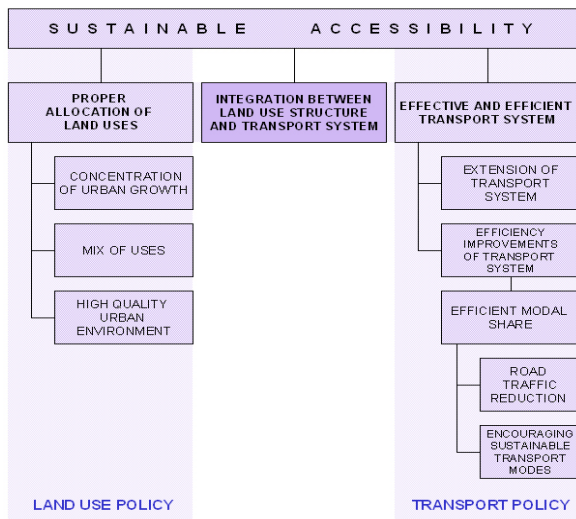 SUSTAINABLE ACCESSIBILITY
PROPER
ALLOCATION OF
LAND USES
CONCENTRATION
OF URBAN GROWTH
MIX OF USES
HIGH QUALITY
URBAN
ENVIRONMENT
LAND USE POLICY
INTEGRATION BETWEEN
LAND USE STRUCTURE
AND TRANSPORT SYSTEM
EFFECTIVE AND EFFICIENT
TRANSPORT SYSTEM
EXTENSION OF
TRANSPORT
SYSTEM
EFFICIENCY
IMPROVEMENTS
OF TRANSPORT
SYSTEM
EFFICIENT MODAL
SHARE
ROAD
TRAFFIC
REDUCTION
ENCOURAGING
SUSTAINABLE
TRANSPORT
MODES
TRANSPORT POLICY